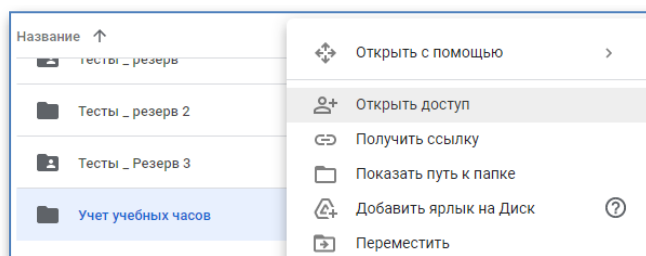 Название
Тесты _ резерв
Тесты _ резерв 2
Тесты _ Резерв 3
Учет учебных часов
Открыть с помощью
Открыть доступ
Получить ссылку
Показать путь к папке
Добавить ярлык на Диск
Переместить